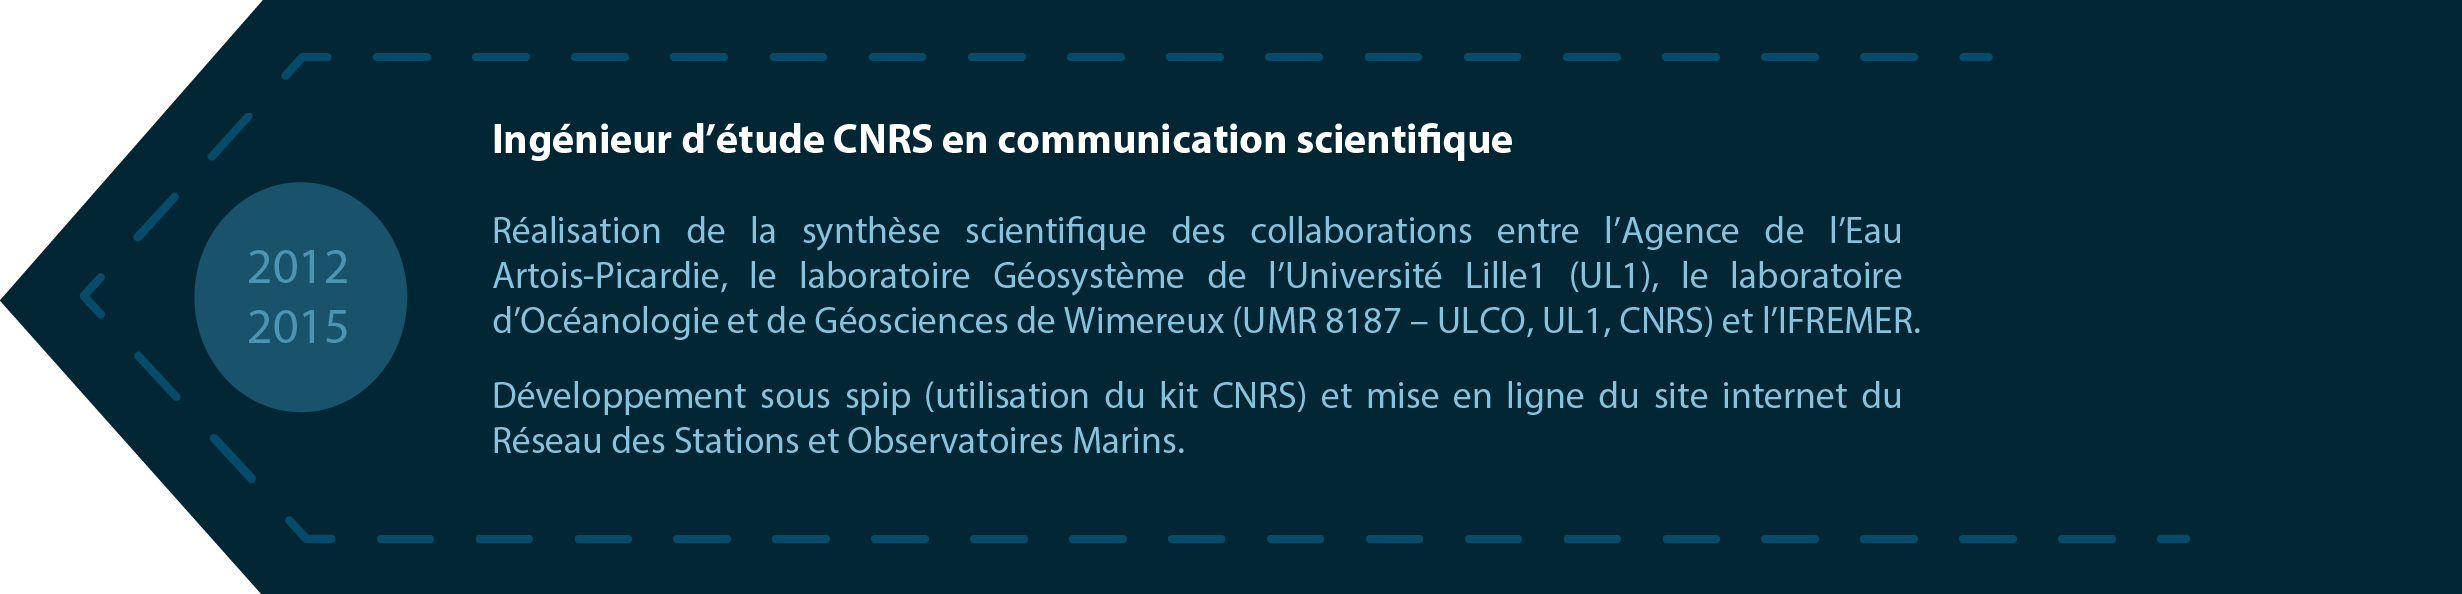 Ingénieur d’étude CNRS en communication scientifique
2012
2015
Réalisation de la synthèse scientifique des collaborations entre l’Agence de l’Eau
Artois-Picardie, le laboratoire Géosystème de l’Université Lille1 (UL1), le laboratoire
d’Océanologie et de Géosciences de Wimereux (UMR 8187 – ULCO, UL1, CNRS) et l’IFREMER.
Développement sous spip (utilisation du kit CNRS) et mise en ligne du site internet du
Réseau des Stations et Observatoires Marins.